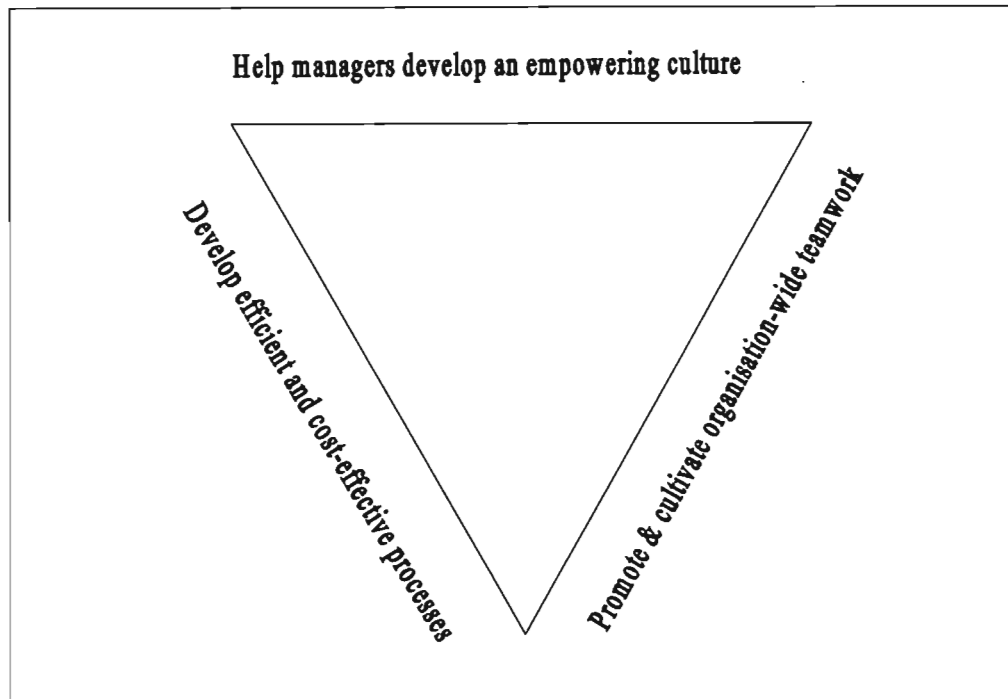 Help managers develop an empowering culture
Develop efficient and cost-effective processes
Promote & cultivate organisation-wide teamwork